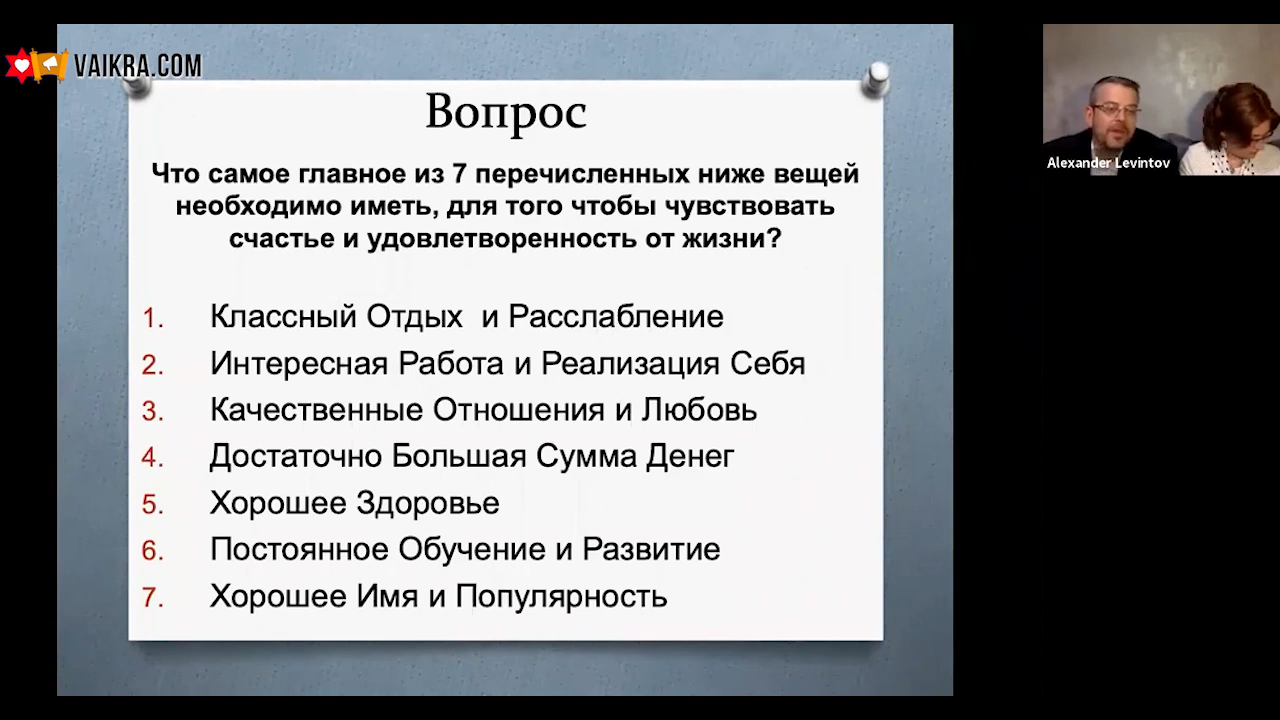 VAIKRA.COM
Вопрос
Что самое главное из 7 перечисленных ниже вещей
необходимо иметь, для того чтобы чувствовать
счастье и удовлетворенность от жизни?
1. Классный Отдых и Расслабление
2. Интересная Работа и Реализация Себя
3. Качественные Отношения и Любовь
4. Достаточно Большая Сумма Денег
5. Хорошее Здоровье
6. Постоянное Обучение и Развитие
7. Хорошее Имя и Популярность
Alexander Levintov